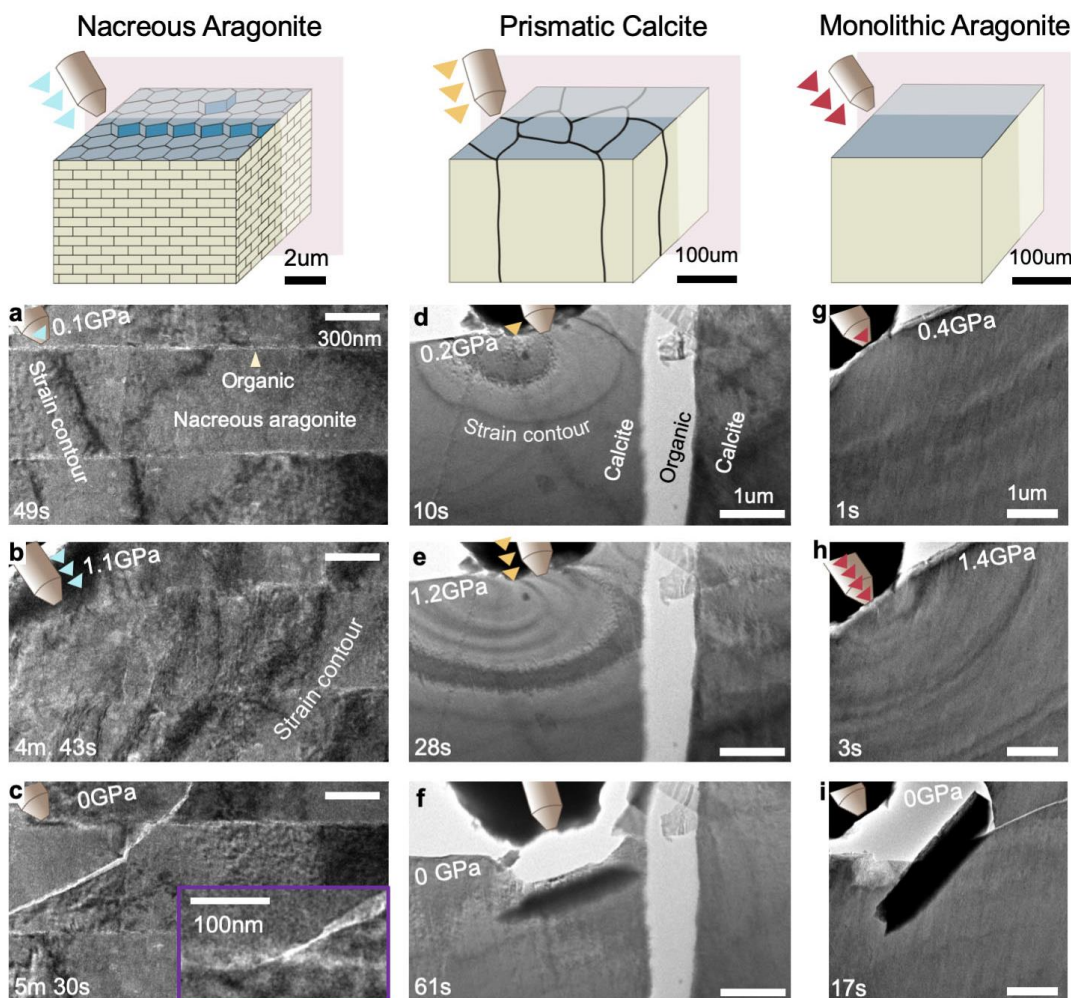 Nacreous Aragonite
Prismatic Calcite
Monolithic Aragonite
2um
100um
100um
a
0.1GPa
300nm
Organic
Strain contour
Nacreous aragonite
49s
d
0.2GPa
Strain contour
Calcite
Organic
Calcite
10s
1um
g
0.4GPa
1s
1um
b
1.1GPa
Strain contour
4m. 43s
e
1.2GPa
28s
h
1.4GPa
3s
c
0GPa
100nm
5m 30s
f
0 GPa
61s
i
0GPa
17s